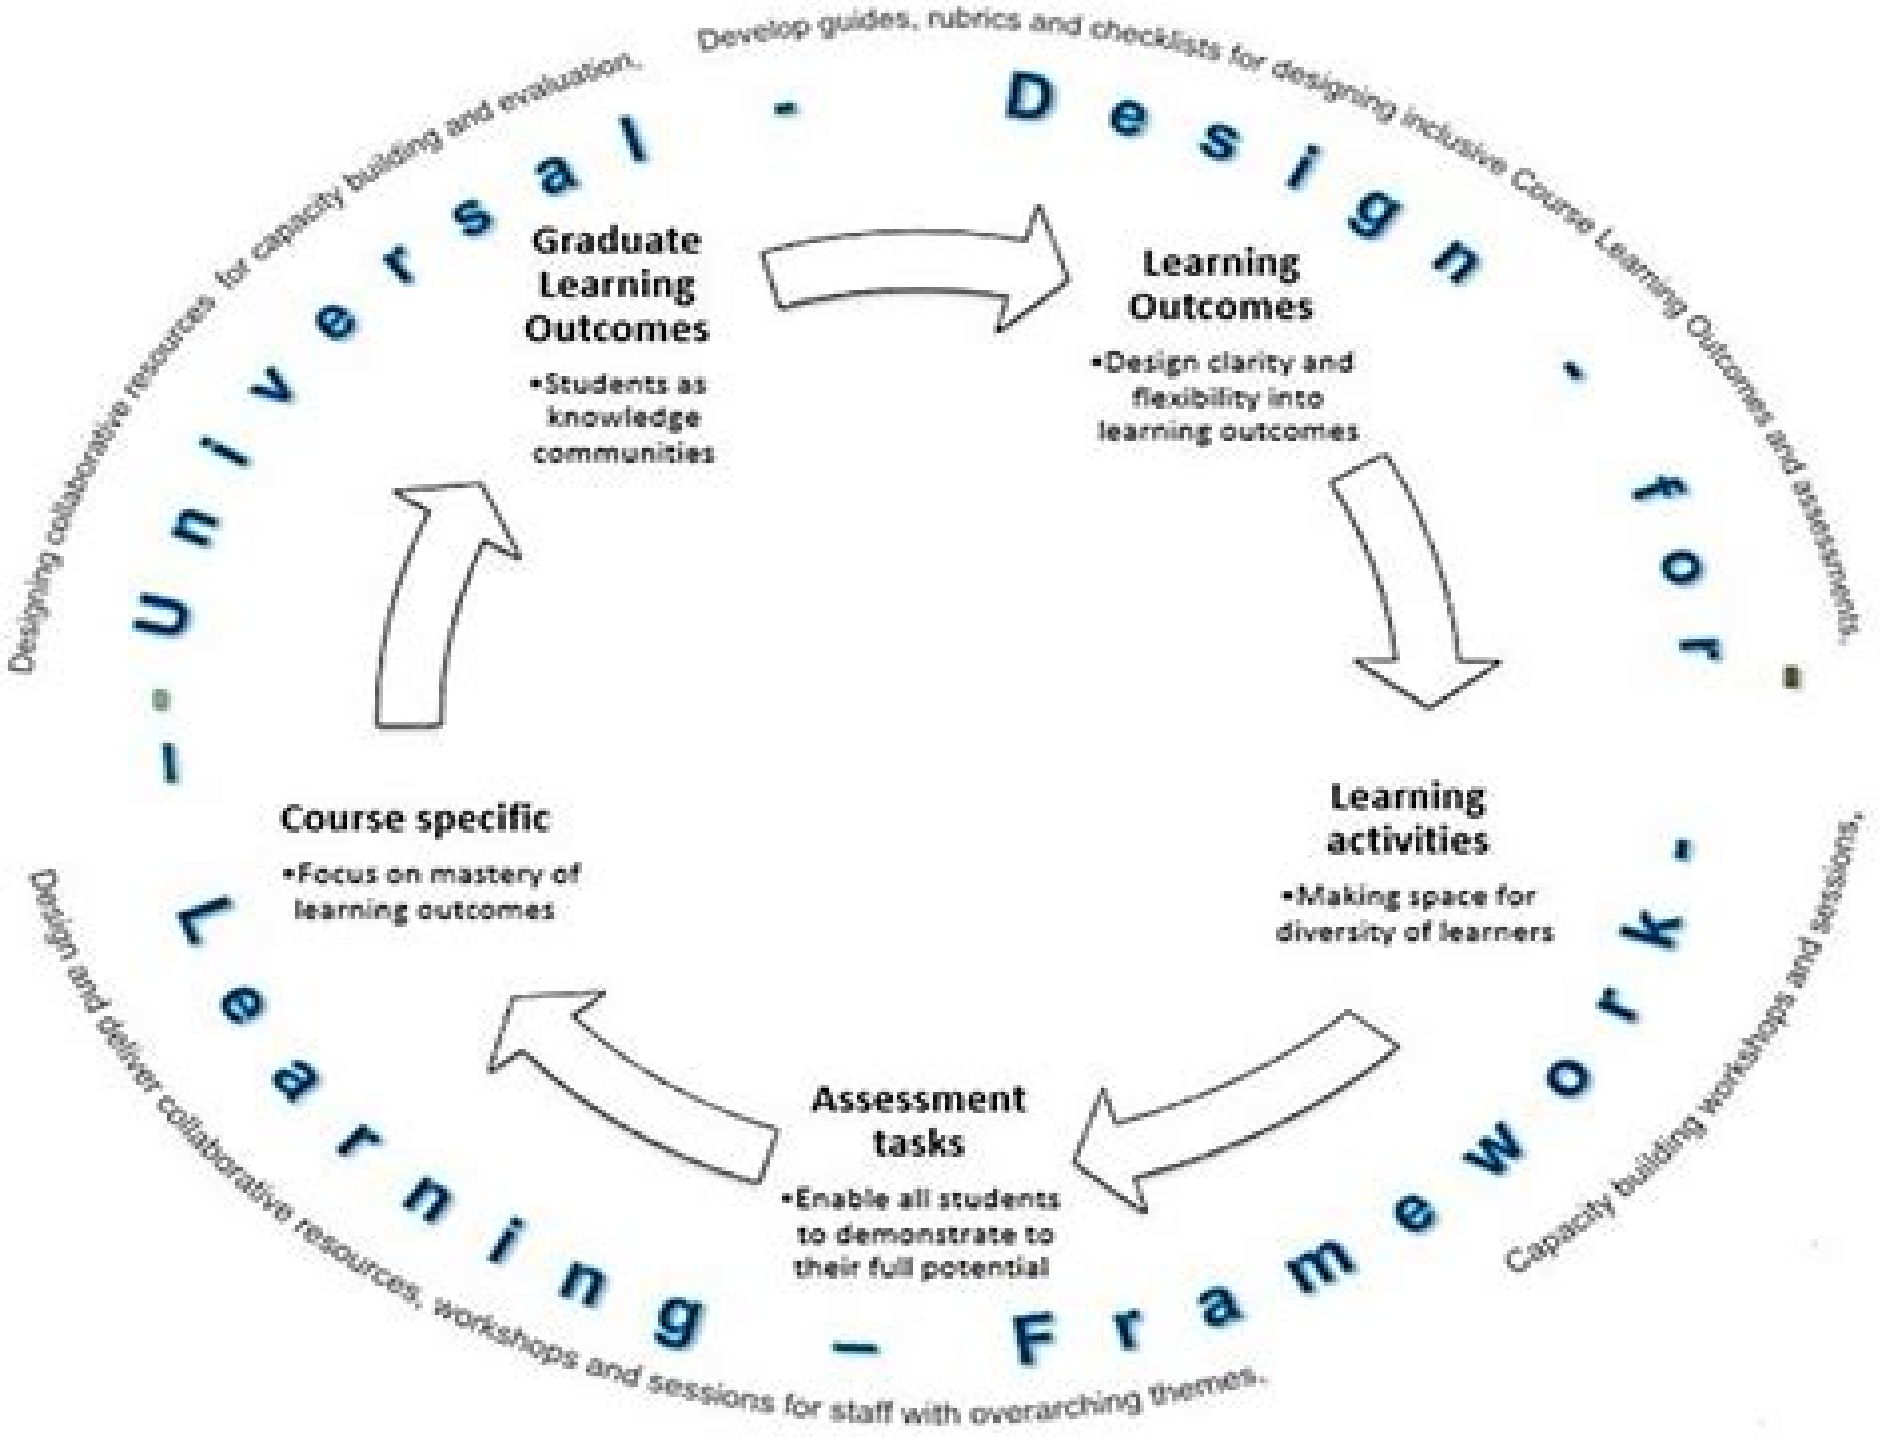 Designing collaborative resources for capacity building and evaluation.
Develop guides, rubrics and checklists for designing inclusive Course Learning Outcomes and assessments.
- Universal - Design - for -
Graduate
Learning
Outcomes
•Students as
knowledge
communities
Learning
Outcomes
•Design clarity and
flexibility into
learning outcomes
Learning
activities
•Making space for
diversity of learners
Assessment
tasks
•Enable all students
to demonstrate to
their full potential
Course specific
•Focus on mastery of
learning outcomes
Learning – Framework -
Design and deliver collaborative resources, workshops and sessions for staff with overarching themes.
Capacity building workshops and sessions.